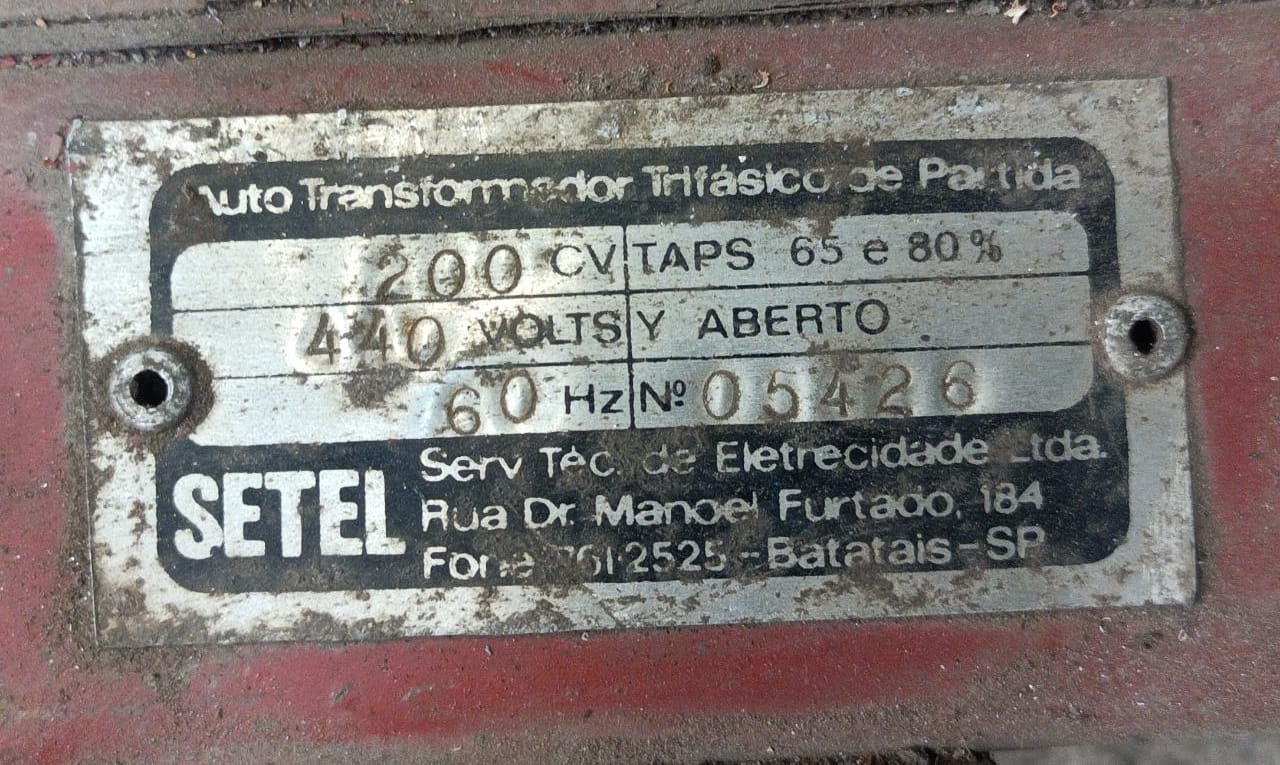 Auto Transformador Trifásico de Partida
200 CV TAPS 65 e 80%
440 VOLTS Y ABERTO
60 Hz Nº 05426
SETEL
Serv Téc. de Eletrecidade Ltda.
Rua Dr. Manoel Furtado, 184
Fone 761-2525 - Batatais - SP